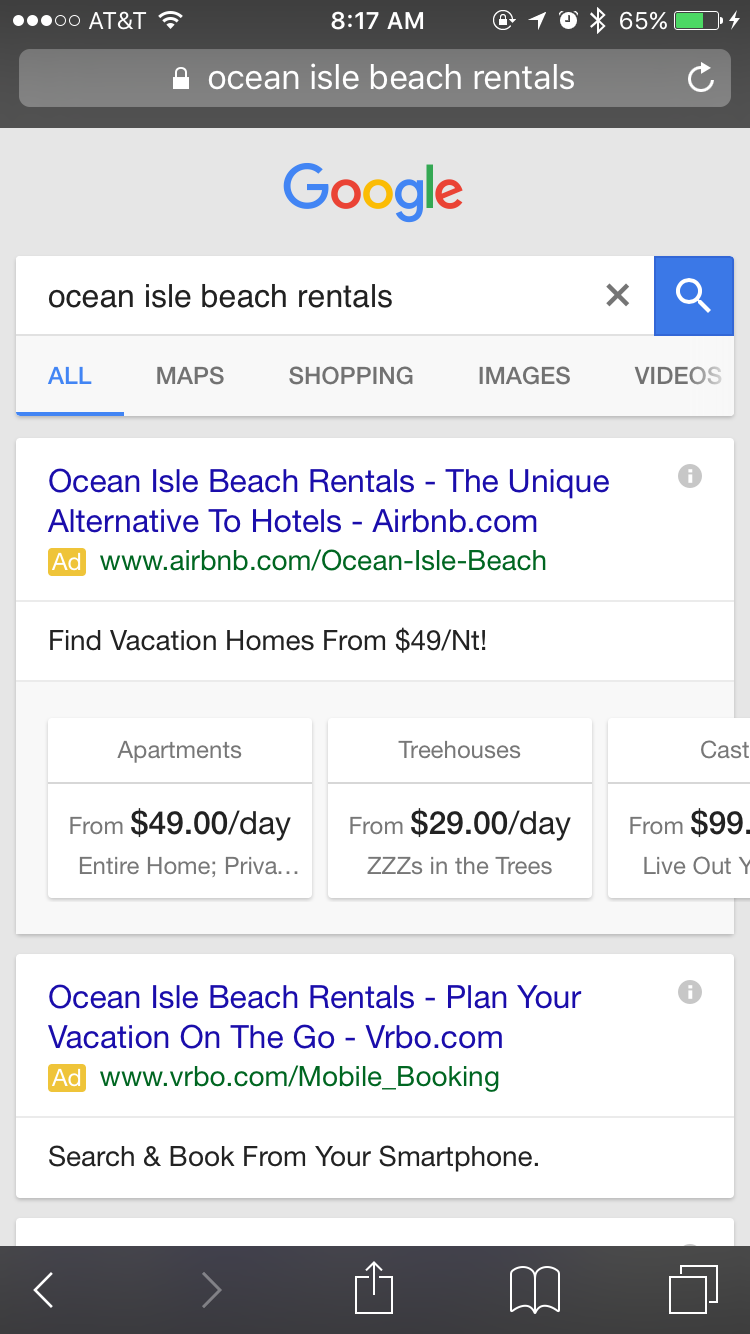 AT&T 8:17 AM 65%
ocean isle beach rentals
Google
ocean isle beach rentals
ALL MAPS SHOPPING IMAGES VIDEOS
Ocean Isle Beach Rentals - The Unique
Alternative To Hotels - Airbnb.com
Ad www.airbnb.com/Ocean-Isle-Beach
Find Vacation Homes From $49/Nt!
Apartments Treehouses Cast
From $49.00/day From $29.00/day From $99.
Entire Home; Priva... ZZZs in the Trees Live Out Y
Ocean Isle Beach Rentals - Plan Your
Vacation On The Go - Vrbo.com
Ad www.vrbo.com/Mobile_Booking
Search & Book From Your Smartphone.